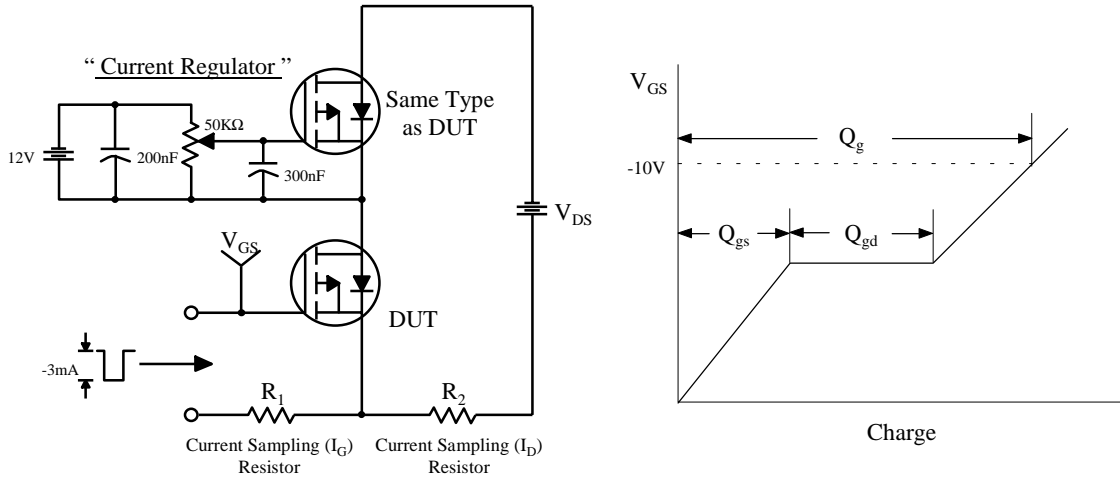 “ Current Regulator ”
Same Type
as DUT
50KΩ
12V
200nF
300nF
V_DS
V_GS
DUT
-3mA
R_1
R_2
Current Sampling (I_G)
Resistor
Current Sampling (I_D)
Resistor
V_GS
Q_g
-10V
Q_gs
Q_gd
Charge